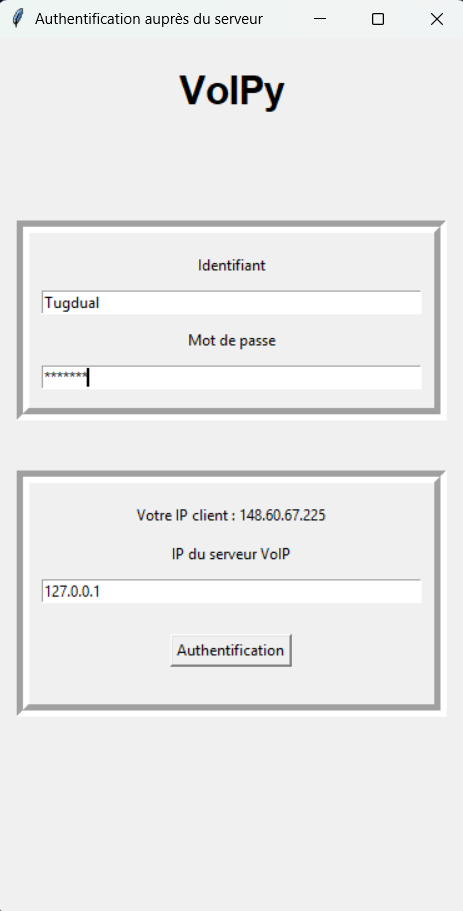 Authentification auprès du serveur
VoIPy
Identifiant
Tugdual
Mot de passe
*******
Votre IP client : 148.60.67.225
IP du serveur VoIP
127.0.0.1
Authentification